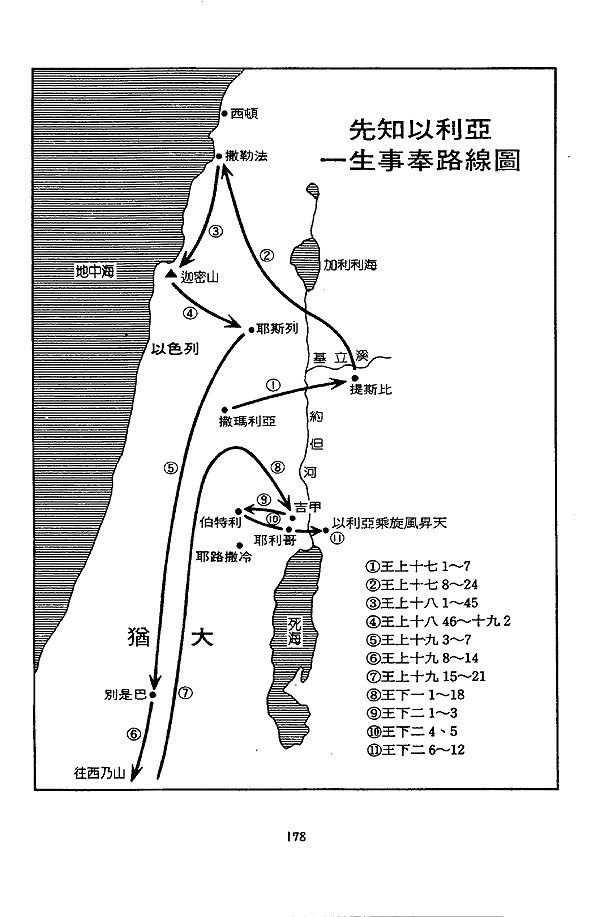 先知以利亞
一生事奉路線圖
西頓
撒勒法
③
②
地中海
迦密山
加利利海
④
耶斯列
以色列
基立溪
①
提斯比
撒瑪利亞
約但河
⑤
⑧
⑨
吉甲
伯特利
⑩
以利亞乘旋風昇天
耶利哥
⑪
耶路撒冷
①王上十七1～7
②王上十七8～24
③王上十八1～45
④王上十八46～十九2
⑤王上十九3～7
⑥王上十九8～14
⑦王上十九15～21
⑧王下一1～18
⑨王下二1～3
⑩王下二4、5
⑪王下二6～12
死海
猶大
別是巴
⑦
⑥
往西乃山
178